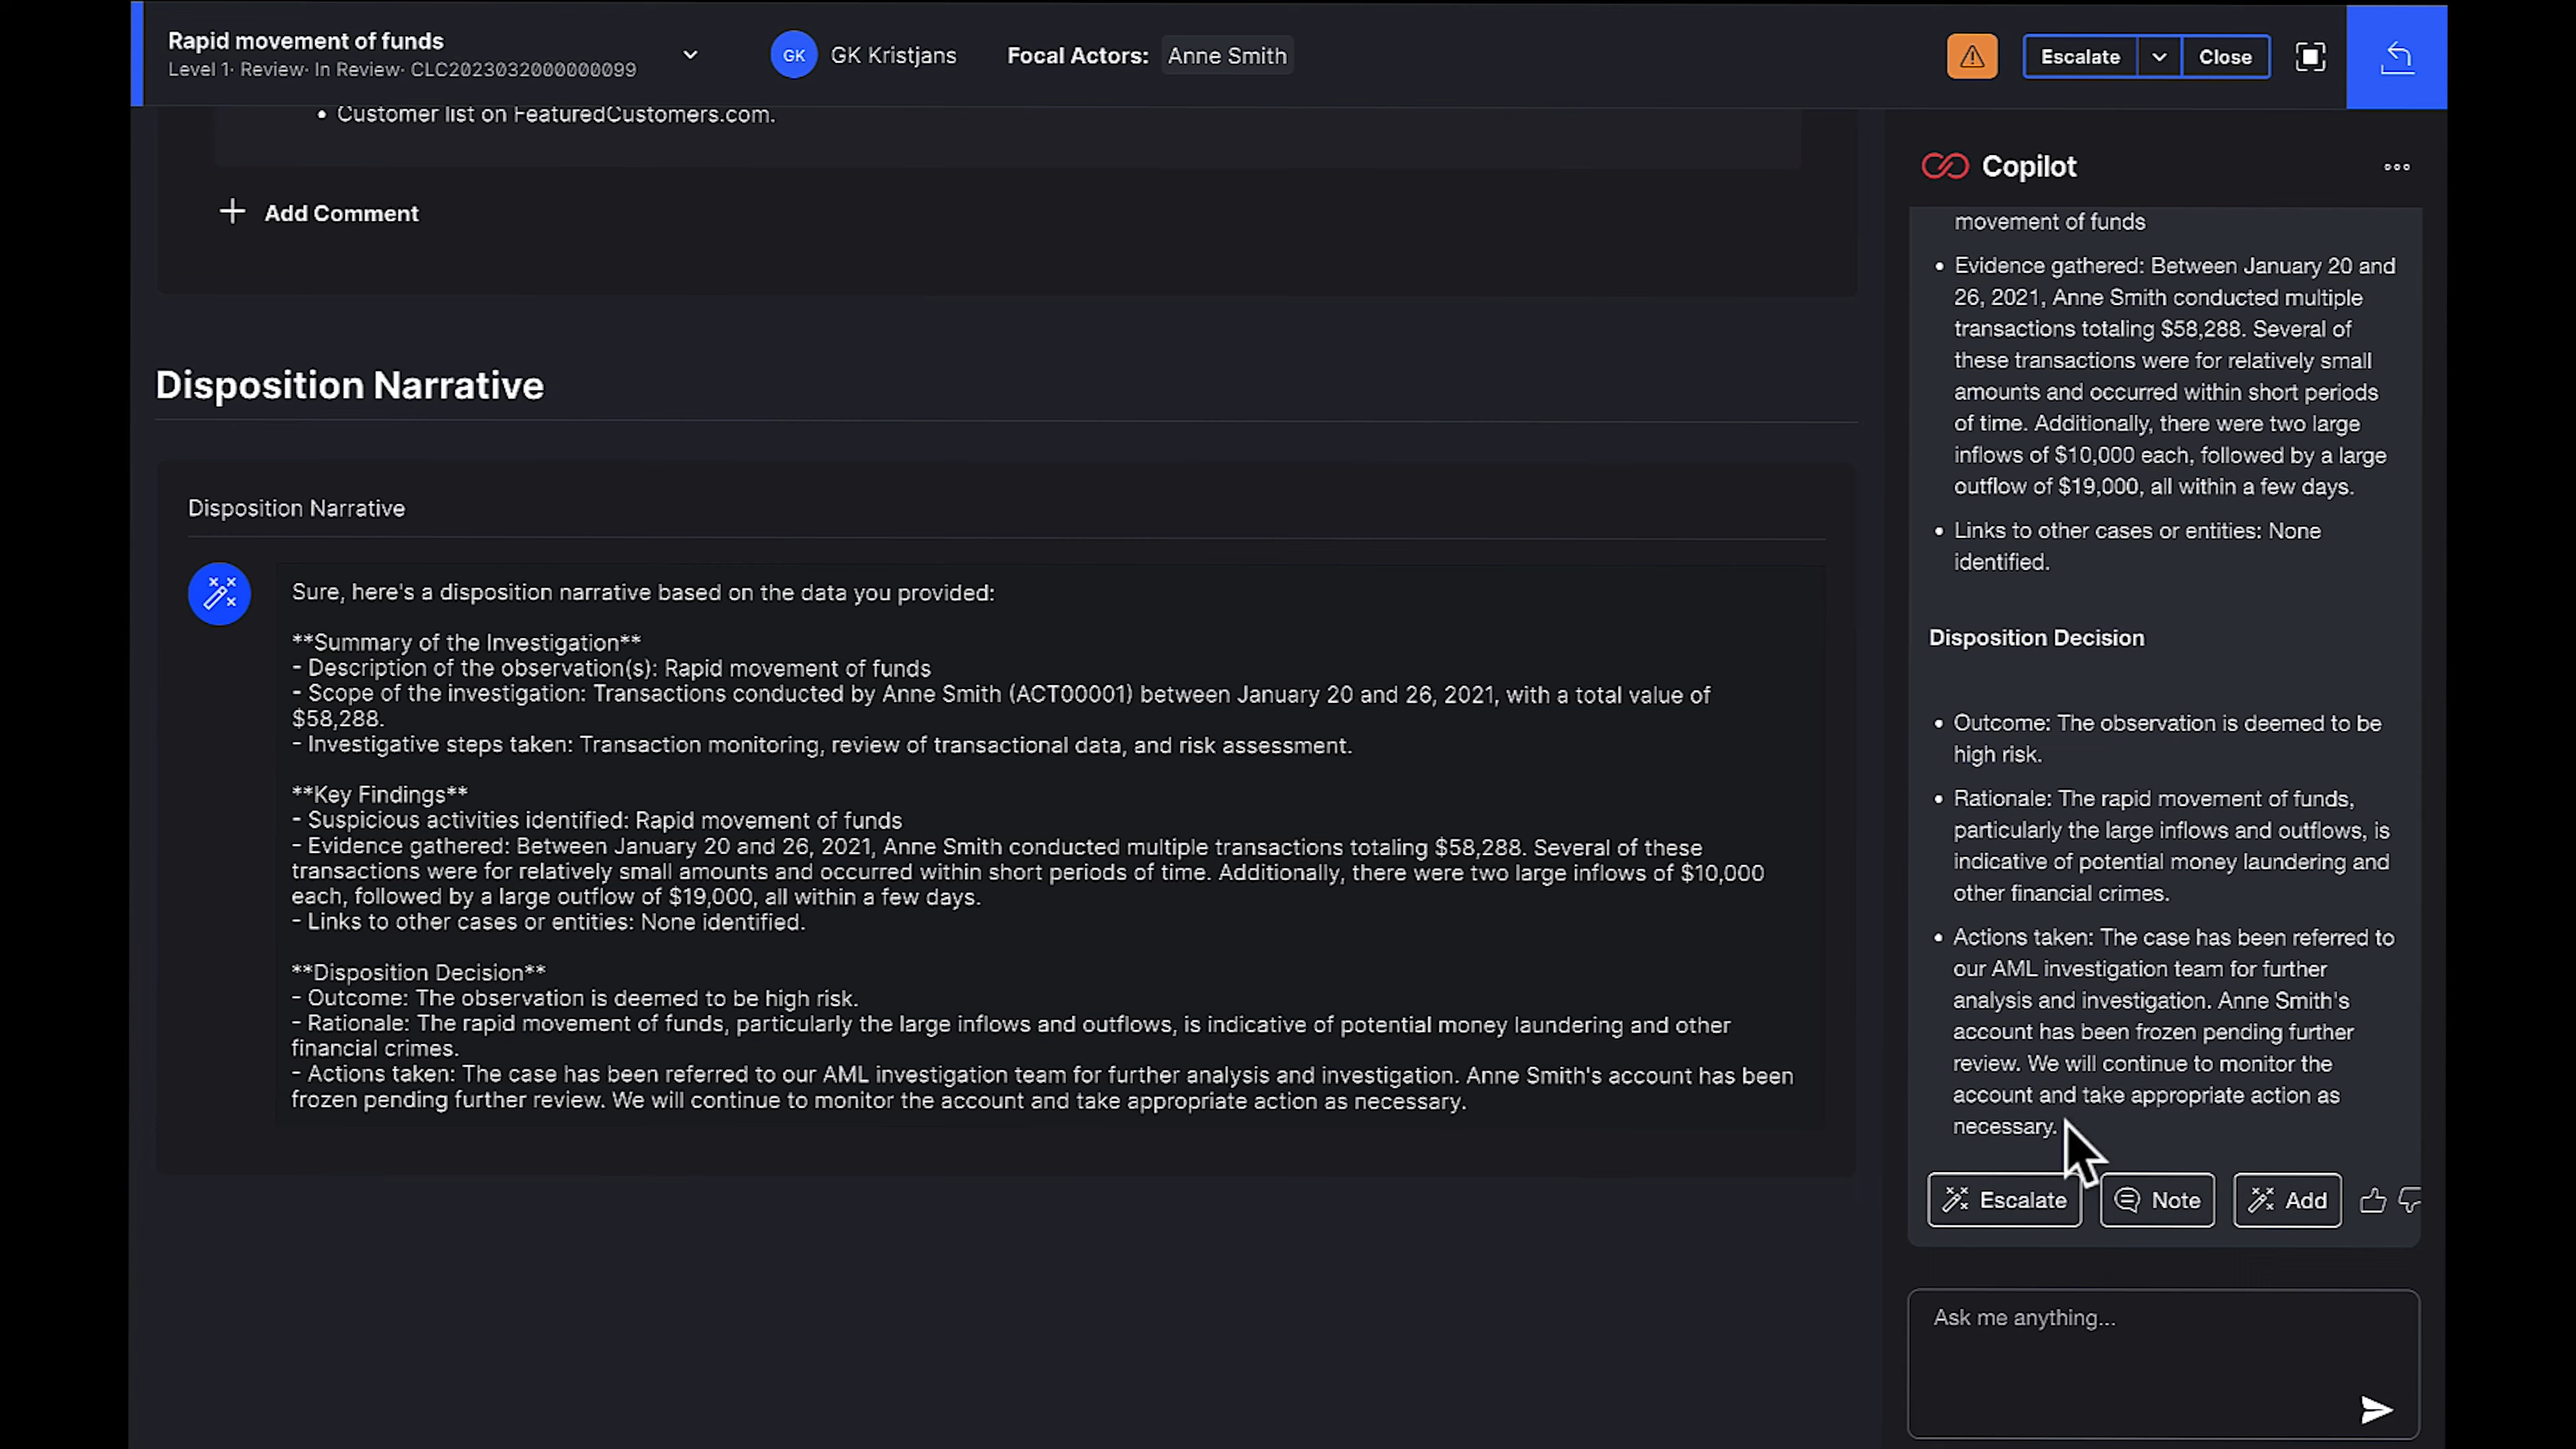 Rapid movement of funds
Level 1· Review· In Review· CLC2023032000000099
GK
GK Kristjans
Focal Actors: Anne Smith
Escalate
Close
• Customer list on FeaturedCustomers.com.
Add Comment
Disposition Narrative
Disposition Narrative
Sure, here's a disposition narrative based on the data you provided:
**Summary of the Investigation**
- Description of the observation(s): Rapid movement of funds
- Scope of the investigation: Transactions conducted by Anne Smith (ACT00001) between January 20 and 26, 2021, with a total value of
$58,288.
- Investigative steps taken: Transaction monitoring, review of transactional data, and risk assessment.
**Key Findings**
- Suspicious activities identified: Rapid movement of funds
- Evidence gathered: Between January 20 and 26, 2021, Anne Smith conducted multiple transactions totaling $58,288. Several of these
transactions were for relatively small amounts and occurred within short periods of time. Additionally, there were two large inflows of $10,000
each, followed by a large outflow of $19,000, all within a few days.
- Links to other cases or entities: None identified.
**Disposition Decision**
- Outcome: The observation is deemed to be high risk.
- Rationale: The rapid movement of funds, particularly the large inflows and outflows, is indicative of potential money laundering and other
financial crimes.
- Actions taken: The case has been referred to our AML investigation team for further analysis and investigation. Anne Smith's account has been
frozen pending further review. We will continue to monitor the account and take appropriate action as necessary.
Copilot
movement of funds
• Evidence gathered: Between January 20 and
26, 2021, Anne Smith conducted multiple
transactions totaling $58,288. Several of
these transactions were for relatively small
amounts and occurred within short periods
of time. Additionally, there were two large
inflows of $10,000 each, followed by a large
outflow of $19,000, all within a few days.
• Links to other cases or entities: None
identified.
Disposition Decision
• Outcome: The observation is deemed to be
high risk.
• Rationale: The rapid movement of funds,
particularly the large inflows and outflows, is
indicative of potential money laundering and
other financial crimes.
• Actions taken: The case has been referred to
our AML investigation team for further
analysis and investigation. Anne Smith's
account has been frozen pending further
review. We will continue to monitor the
account and take appropriate action as
necessary.
Escalate
Note
Add
Ask me anything...